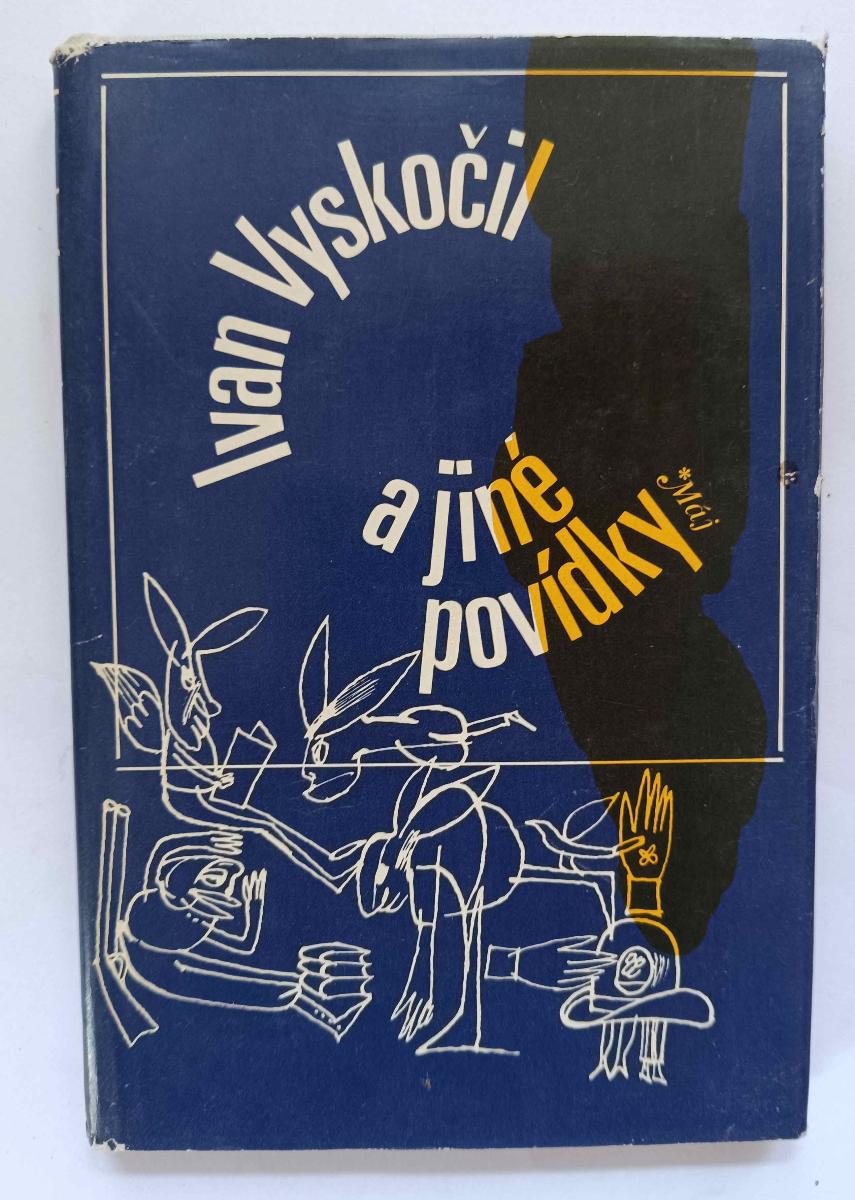 Ivan Vyskočil
a jiné
povídky
*Máj